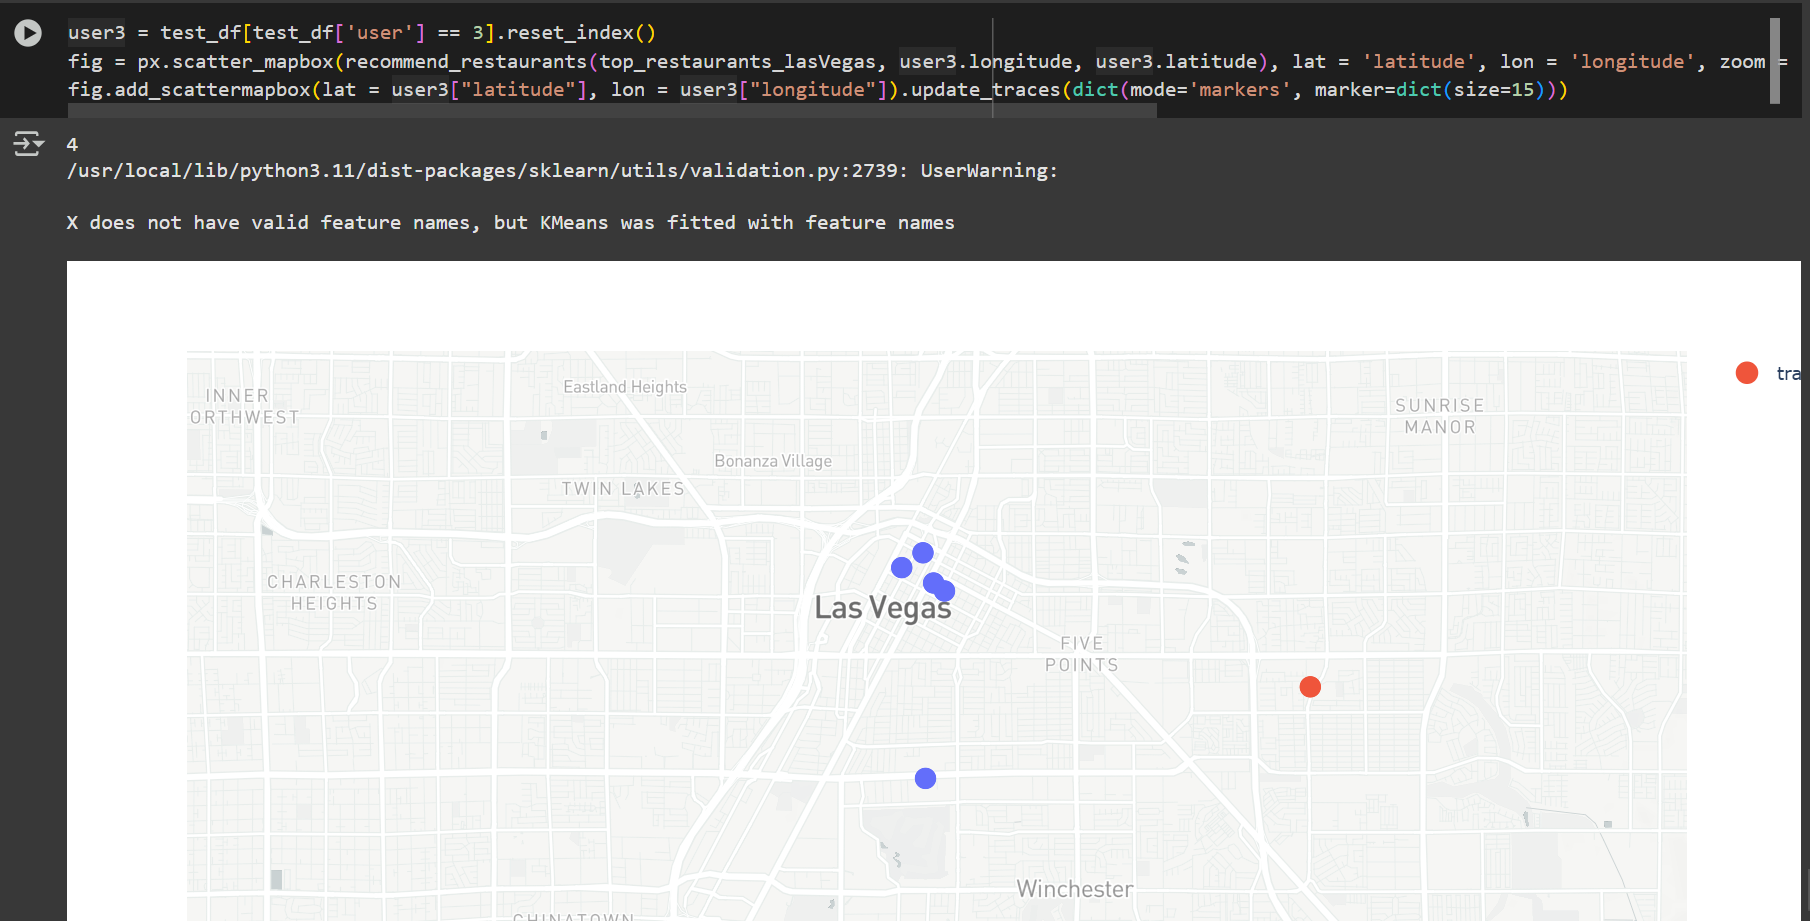 user3 = test_df[test_df['user'] == 3].reset_index()
fig = px.scatter_mapbox(recommend_restaurants(top_restaurants_lasVegas, user3.longitude, user3.latitude), lat = 'latitude', lon = 'longitude', zoom =
fig.add_scattermapbox(lat = user3["latitude"], lon = user3["longitude"]).update_traces(dict(mode='markers', marker=dict(size=15)))
4
/usr/local/lib/python3.11/dist-packages/sklearn/utils/validation.py:2739: UserWarning:
X does not have valid feature names, but KMeans was fitted with feature names
tra
Eastland Heights
INNER
ORTHWEST
SUNRISE
MANOR
Bonanza Village
TWIN LAKES
CHARLESTON
HEIGHTS
Las Vegas
FIVE
POINTS
Winchester
CHINATOWN